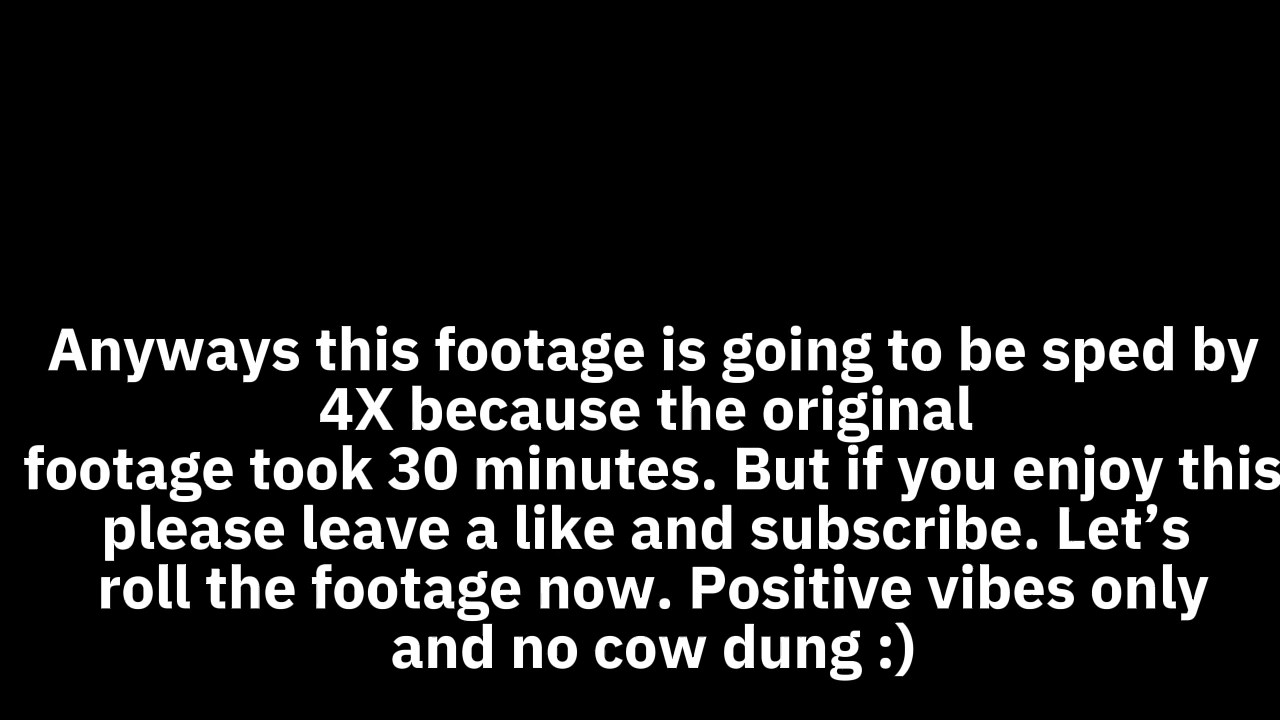 Anyways this footage is going to be sped by
4X because the original
footage took 30 minutes. But if you enjoy this
please leave a like and subscribe. Let’s
roll the footage now. Positive vibes only
and no cow dung :)